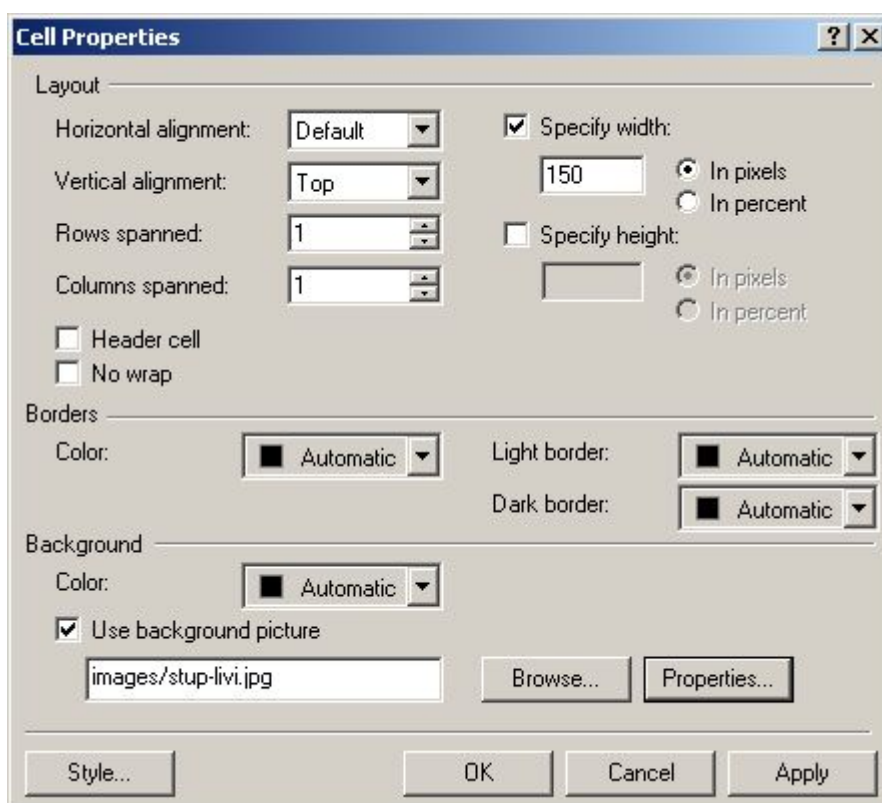 Cell Properties
Layout
Horizontal alignment: Default
Specify width:
Vertical alignment: Top
150
In pixels
In percent
Rows spanned: 1
Specify height:
Columns spanned: 1
In pixels
In percent
Header cell
No wrap
Borders
Color: Automatic
Light border: Automatic
Dark border: Automatic
Background
Color: Automatic
Use background picture
images/stup-livi.jpg
Browse...
Properties...
Style...
OK
Cancel
Apply